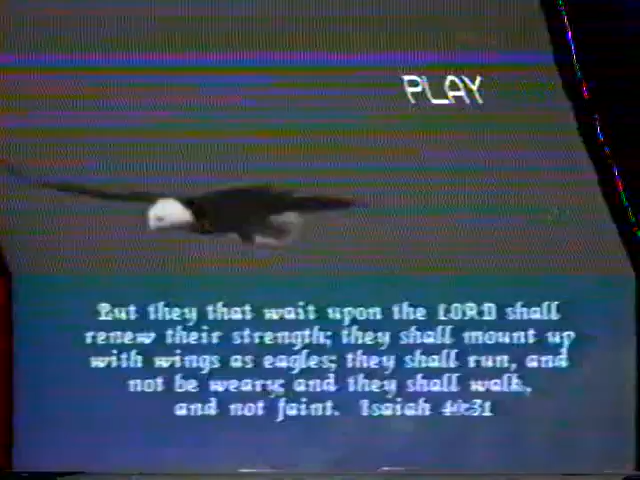 PLAY
But they that wait upon the LORD shall
renew their strength; they shall mount up
with wings as eagles; they shall run, and
not be weary; and they shall walk,
and not faint. Isaiah 40:31